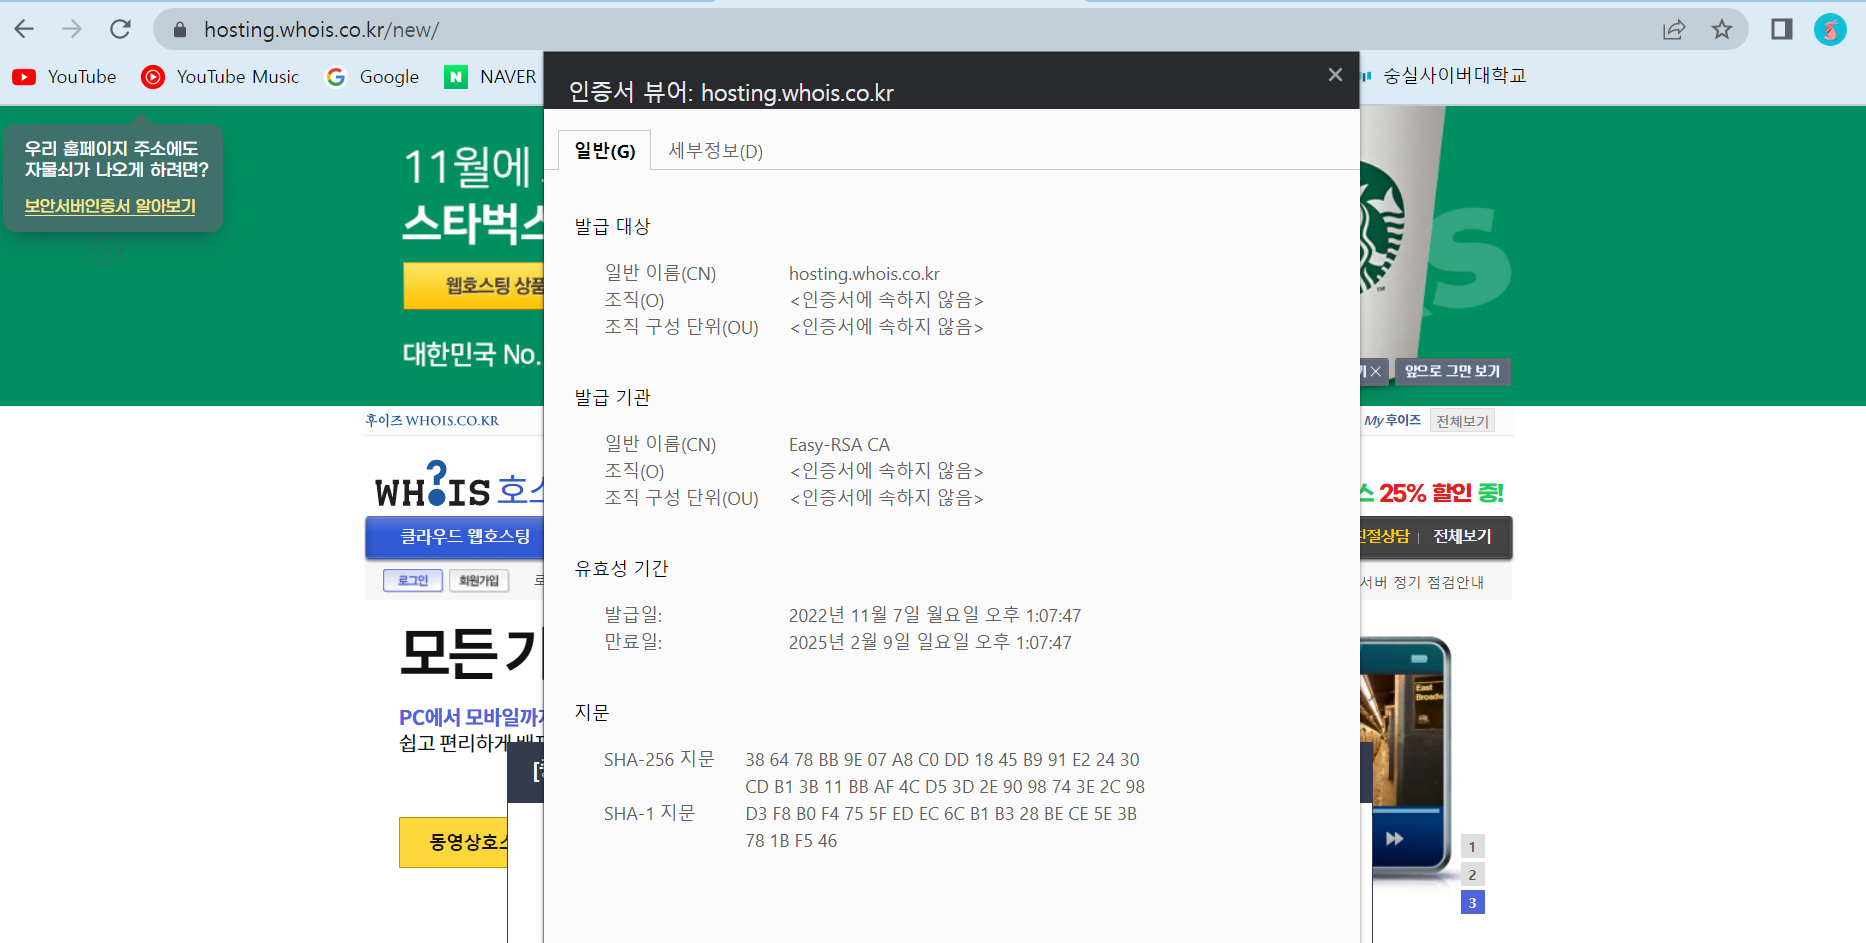 hosting.whois.co.kr/new/
YouTube
YouTube Music
Google
NAVER
숭실사이버대학교
인증서 뷰어: hosting.whois.co.kr
일반(G)
세부정보(D)
우리 홈페이지 주소에도
자물쇠가 나오게 하려면?
보안서버인증서 알아보기
11월에
스타벅스
웹호스팅 상품
대한민국 No.
앞으로 그만 보기
발급 대상
일반 이름(CN) hosting.whois.co.kr
조직(O) <인증서에 속하지 않음>
조직 구성 단위(OU) <인증서에 속하지 않음>
발급 기관
일반 이름(CN) Easy-RSA CA
조직(O) <인증서에 속하지 않음>
조직 구성 단위(OU) <인증서에 속하지 않음>
유효성 기간
발급일: 2022년 11월 7일 월요일 오후 1:07:47
만료일: 2025년 2월 9일 일요일 오후 1:07:47
지문
SHA-256 지문 38 64 78 BB 9E 07 A8 C0 DD 18 45 B9 91 E2 24 30
CD B1 3B 11 BB AF 4C D5 3D 2E 90 98 74 3E 2C 98
SHA-1 지문 D3 F8 B0 F4 75 5F ED EC 6C B1 B3 28 BE CE 5E 3B
78 1B F5 46
후이즈 WHOIS.CO.KR
My후이즈
전체보기
WH?IS 호스
스 25% 할인 중!
클라우드 웹호스팅
친절상담 | 전체보기
로그인
회원가입
서버 정기 점검안내
모든 기
PC에서 모바일까지
쉽고 편리하게
동영상호스
East
Broadw
1
2
3